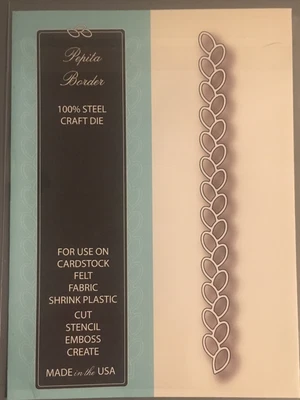 Pepita
Border
100% STEEL
CRAFT DIE
FOR USE ON
CARDSTOCK
FELT
FABRIC
SHRINK PLASTIC
CUT
STENCIL
EMBOSS
CREATE
MADE in the USA